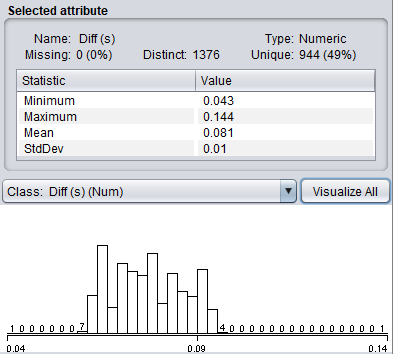 Selected attribute
Name: Diff (s) Type: Numeric
Missing: 0 (0%) Distinct: 1376 Unique: 944 (49%)
Statistic Value
Minimum 0.043
Maximum 0.144
Mean 0.081
StdDev 0.01
Class: Diff (s) (Num) Visualize All
1 0 0 0 0 0 0 7 4 0 0 0 0 0 0 0 0 0 0 0 0 0 0 0 1
0.04 0.09 0.14